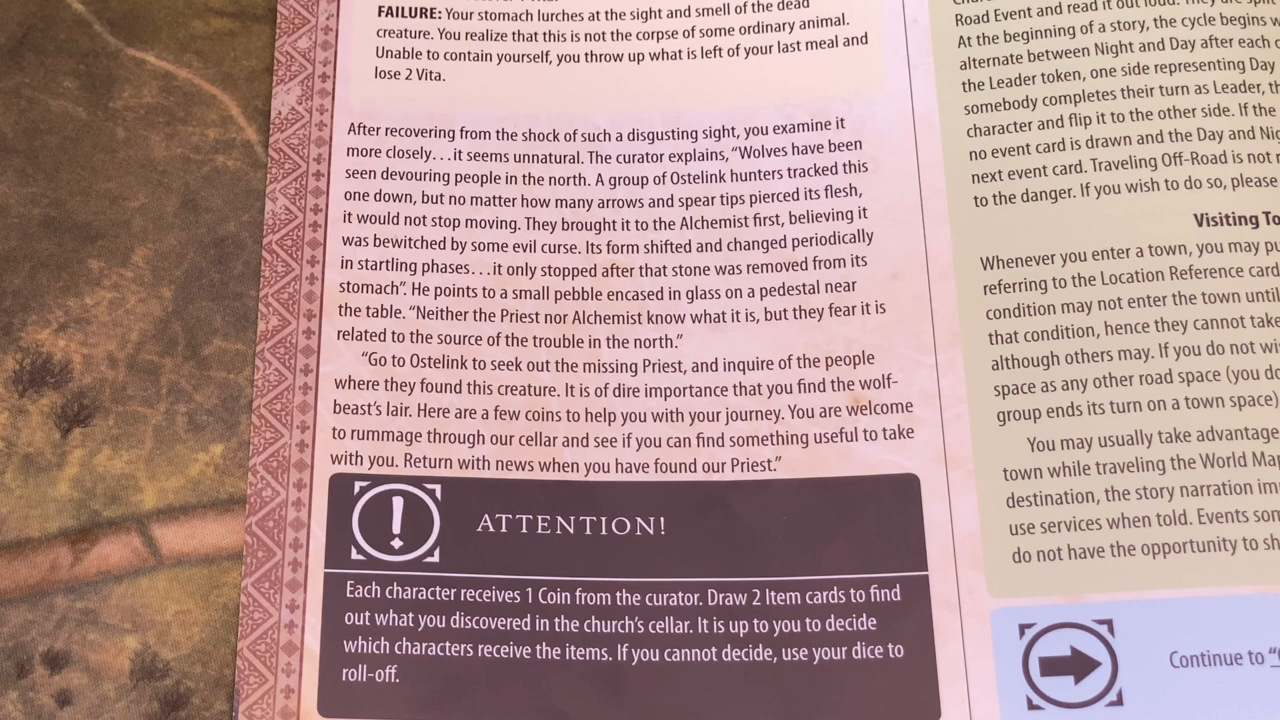 FAILURE: Your stomach lurches at the sight and smell of the dead
creature. You realize that this is not the corpse of some ordinary animal.
Unable to contain yourself, you throw up what is left of your last meal and
lose 2 Vita.
After recovering from the shock of such a disgusting sight, you examine it
more closely...it seems unnatural. The curator explains, “Wolves have been
seen devouring people in the north. A group of Ostelink hunters tracked this
one down, but no matter how many arrows and spear tips pierced its flesh,
it would not stop moving. They brought it to the Alchemist first, believing it
was bewitched by some evil curse. Its form shifted and changed periodically
in startling phases...it only stopped after that stone was removed from its
stomach”. He points to a small pebble encased in glass on a pedestal near
the table. “Neither the Priest nor Alchemist know what it is, but they fear it is
related to the source of the trouble in the north.”
“Go to Ostelink to seek out the missing Priest, and inquire of the people
where they found this creature. It is of dire importance that you find the wolf-
beast’s lair. Here are a few coins to help you with your journey. You are welcome
to rummage through our cellar and see if you can find something useful to take
with you. Return with news when you have found our Priest.”
ATTENTION!
Each character receives 1 Coin from the curator. Draw 2 Item cards to find
out what you discovered in the church’s cellar. It is up to you to decide
which characters receive the items. If you cannot decide, use your dice to
roll-off.
Road Event and read it out loud. They are split
At the beginning of a story, the cycle begins
alternate between Night and Day after each
the Leader token, one side representing Day
somebody completes their turn as Leader,
character and flip it to the other side. If the
no event card is drawn and the Day and
next event card. Traveling Off-Road is not
to the danger. If you wish to do so, please
Visiting
Whenever you enter a town, you may
referring to the Location Reference card
condition may not enter the town until
that condition, hence they cannot take
although others may. If you do not
space as any other road space (you
group ends its turn on a town space)
You may usually take advantage
town while traveling the World Map
destination, the story narration
use services when told. Events
do not have the opportunity to
Continue to